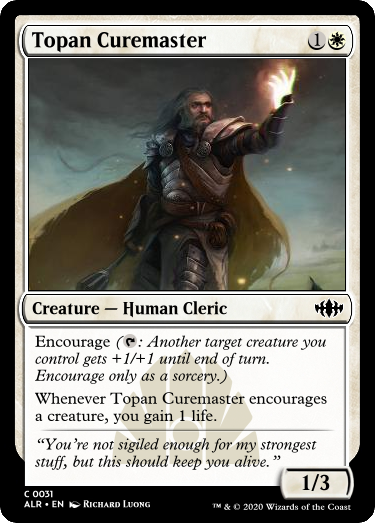 Topan Curemaster 1
Creature — Human Cleric
Encourage (: Another target creature you
control gets +1/+1 until end of turn.
Encourage only as a sorcery.)
Whenever Topan Curemaster encourages
a creature, you gain 1 life.
“You’re not sigiled enough for my strongest
stuff, but this should keep you alive.”
1/3
C 0031
ALR • EN Richard Luong
™ & © 2020 Wizards of the Coast